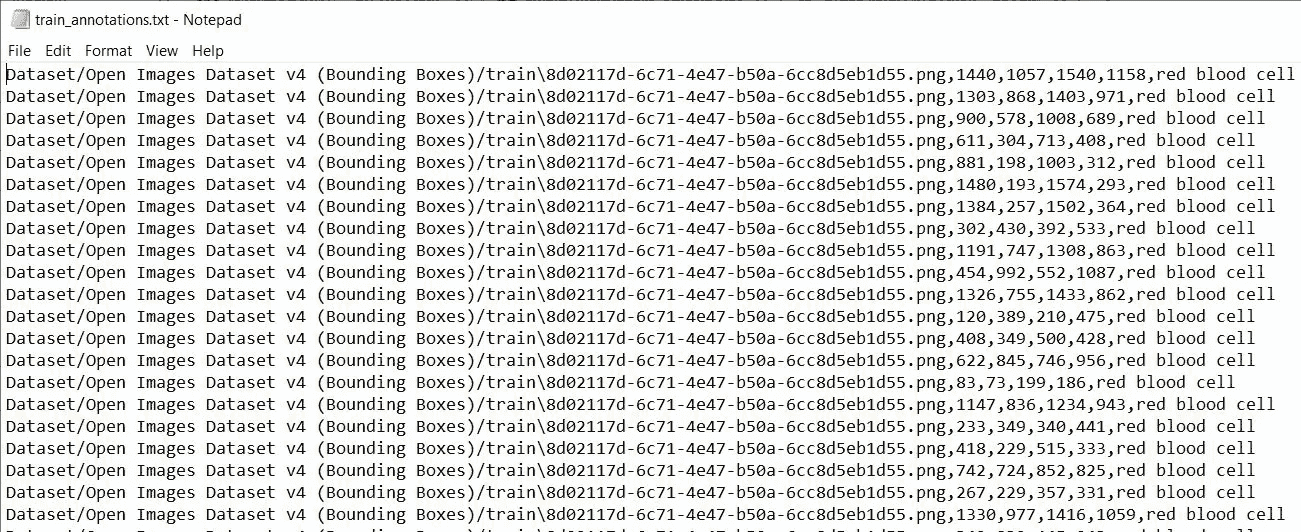 train_annotations.txt - Notepad
File Edit Format View Help
Dataset/Open Images Dataset v4 (Bounding Boxes)/train\8d02117d-6c71-4e47-b50a-6cc8d5eb1d55.png,1440,1057,1540,1158,red blood cell
Dataset/Open Images Dataset v4 (Bounding Boxes)/train\8d02117d-6c71-4e47-b50a-6cc8d5eb1d55.png,1303,868,1403,971,red blood cell
Dataset/Open Images Dataset v4 (Bounding Boxes)/train\8d02117d-6c71-4e47-b50a-6cc8d5eb1d55.png,900,578,1008,689,red blood cell
Dataset/Open Images Dataset v4 (Bounding Boxes)/train\8d02117d-6c71-4e47-b50a-6cc8d5eb1d55.png,611,304,713,408,red blood cell
Dataset/Open Images Dataset v4 (Bounding Boxes)/train\8d02117d-6c71-4e47-b50a-6cc8d5eb1d55.png,881,198,1003,312,red blood cell
Dataset/Open Images Dataset v4 (Bounding Boxes)/train\8d02117d-6c71-4e47-b50a-6cc8d5eb1d55.png,1480,193,1574,293,red blood cell
Dataset/Open Images Dataset v4 (Bounding Boxes)/train\8d02117d-6c71-4e47-b50a-6cc8d5eb1d55.png,1384,257,1502,364,red blood cell
Dataset/Open Images Dataset v4 (Bounding Boxes)/train\8d02117d-6c71-4e47-b50a-6cc8d5eb1d55.png,302,430,392,533,red blood cell
Dataset/Open Images Dataset v4 (Bounding Boxes)/train\8d02117d-6c71-4e47-b50a-6cc8d5eb1d55.png,1191,747,1308,863,red blood cell
Dataset/Open Images Dataset v4 (Bounding Boxes)/train\8d02117d-6c71-4e47-b50a-6cc8d5eb1d55.png,454,992,552,1087,red blood cell
Dataset/Open Images Dataset v4 (Bounding Boxes)/train\8d02117d-6c71-4e47-b50a-6cc8d5eb1d55.png,1326,755,1433,862,red blood cell
Dataset/Open Images Dataset v4 (Bounding Boxes)/train\8d02117d-6c71-4e47-b50a-6cc8d5eb1d55.png,120,389,210,475,red blood cell
Dataset/Open Images Dataset v4 (Bounding Boxes)/train\8d02117d-6c71-4e47-b50a-6cc8d5eb1d55.png,408,349,500,428,red blood cell
Dataset/Open Images Dataset v4 (Bounding Boxes)/train\8d02117d-6c71-4e47-b50a-6cc8d5eb1d55.png,622,845,746,956,red blood cell
Dataset/Open Images Dataset v4 (Bounding Boxes)/train\8d02117d-6c71-4e47-b50a-6cc8d5eb1d55.png,83,73,199,186,red blood cell
Dataset/Open Images Dataset v4 (Bounding Boxes)/train\8d02117d-6c71-4e47-b50a-6cc8d5eb1d55.png,1147,836,1234,943,red blood cell
Dataset/Open Images Dataset v4 (Bounding Boxes)/train\8d02117d-6c71-4e47-b50a-6cc8d5eb1d55.png,233,349,340,441,red blood cell
Dataset/Open Images Dataset v4 (Bounding Boxes)/train\8d02117d-6c71-4e47-b50a-6cc8d5eb1d55.png,418,229,515,333,red blood cell
Dataset/Open Images Dataset v4 (Bounding Boxes)/train\8d02117d-6c71-4e47-b50a-6cc8d5eb1d55.png,742,724,852,825,red blood cell
Dataset/Open Images Dataset v4 (Bounding Boxes)/train\8d02117d-6c71-4e47-b50a-6cc8d5eb1d55.png,267,229,357,331,red blood cell
Dataset/Open Images Dataset v4 (Bounding Boxes)/train\8d02117d-6c71-4e47-b50a-6cc8d5eb1d55.png,1330,977,1416,1059,red blood cell